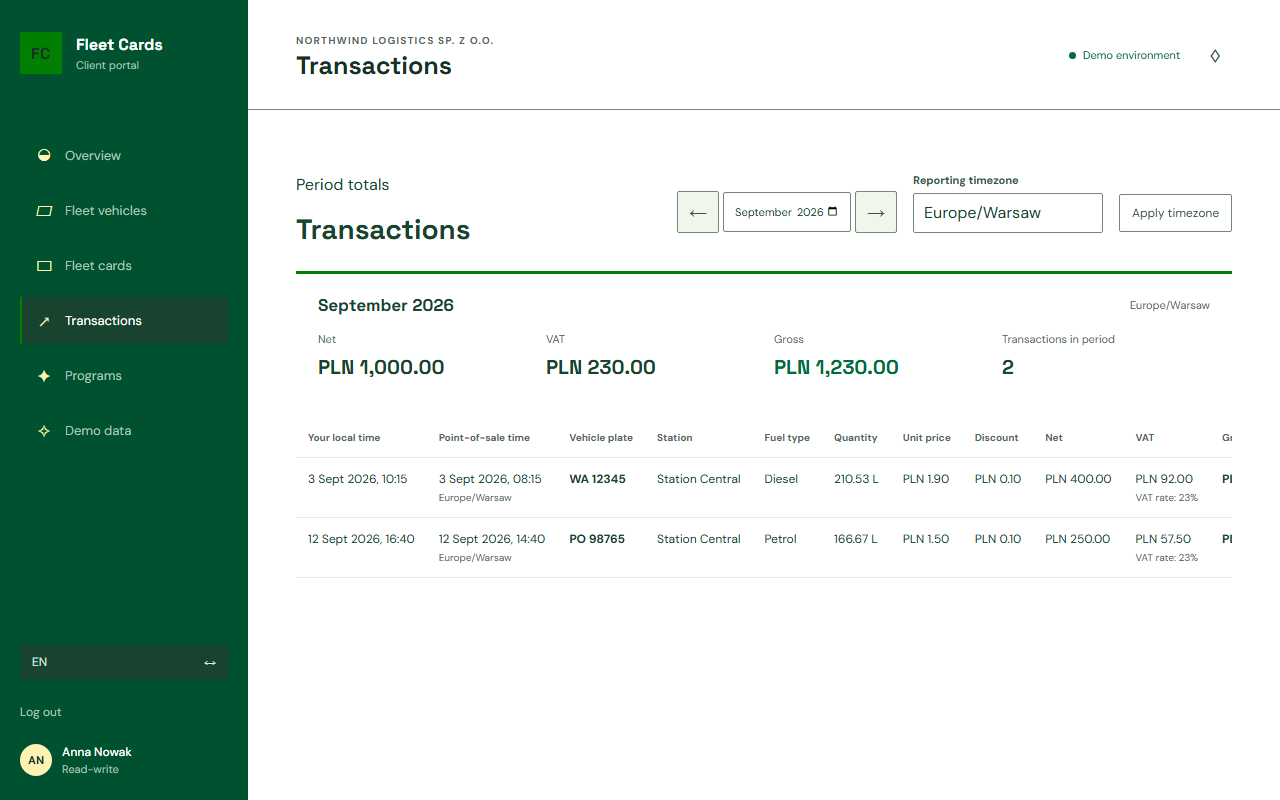 FC
Fleet Cards
Client portal
Overview
Fleet vehicles
Fleet cards
Transactions
Programs
Demo data
EN
Log out
AN
Anna Nowak
Read-write
NORTHWIND LOGISTICS SP. Z O.O.
Transactions
Demo environment
Period totals
Transactions
September 2026
Reporting timezone
Europe/Warsaw
Apply timezone
September 2026
Europe/Warsaw
Net VAT Gross Transactions in period
PLN 1,000.00 PLN 230.00 PLN 1,230.00 2
Your local time Point-of-sale time Vehicle plate Station Fuel type Quantity Unit price Discount Net VAT
3 Sept 2026, 10:15 3 Sept 2026, 08:15 WA 12345 Station Central Diesel 210.53 L PLN 1.90 PLN 0.10 PLN 400.00 PLN 92.00
Europe/Warsaw VAT rate: 23%
12 Sept 2026, 16:40 12 Sept 2026, 14:40 PO 98765 Station Central Petrol 166.67 L PLN 1.50 PLN 0.10 PLN 250.00 PLN 57.50
Europe/Warsaw VAT rate: 23%